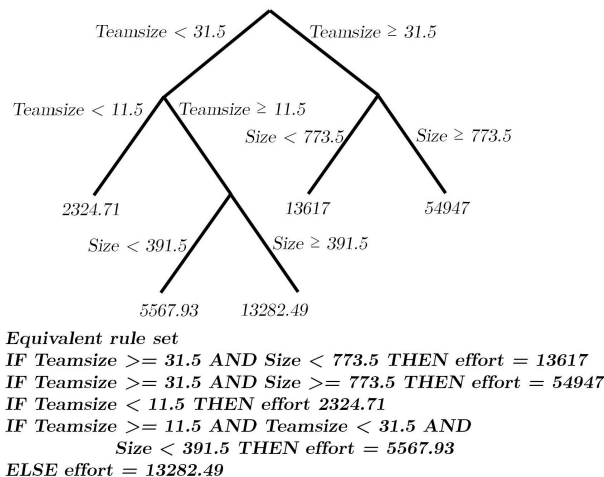 Teamsize < 31.5
Teamsize ≥ 31.5
Teamsize < 11.5
Teamsize ≥ 11.5
Size < 773.5
Size ≥ 773.5
2324.71
13617
54947
Size < 391.5
Size ≥ 391.5
5567.93
13282.49
Equivalent rule set
IF Teamsize >= 31.5 AND Size < 773.5 THEN effort = 13617
IF Teamsize >= 31.5 AND Size >= 773.5 THEN effort = 54947
IF Teamsize < 11.5 THEN effort 2324.71
IF Teamsize >= 11.5 AND Teamsize < 31.5 AND
Size < 391.5 THEN effort = 5567.93
ELSE effort = 13282.49